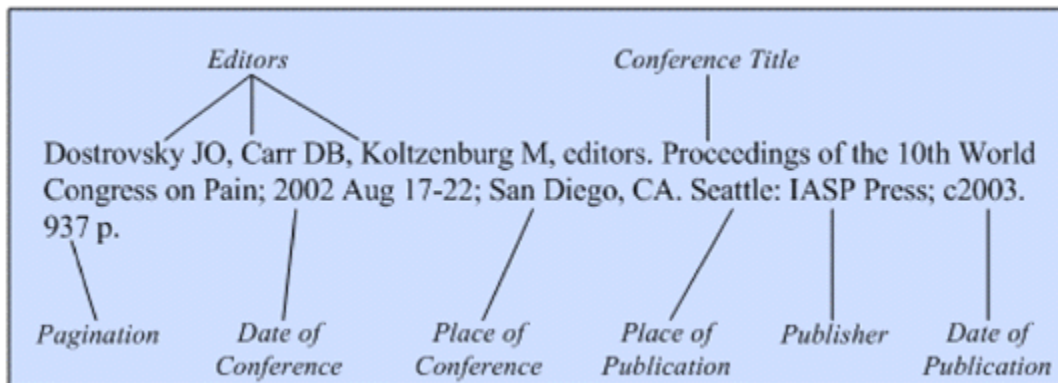 Editors Conference Title
Dostrovsky JO, Carr DB, Koltzenburg M, editors. Proceedings of the 10th World
Congress on Pain; 2002 Aug 17-22; San Diego, CA. Seattle: IASP Press; c2003.
937 p.
Pagination Date of Place of Place of Publisher Date of
Conference Conference Publication Publication